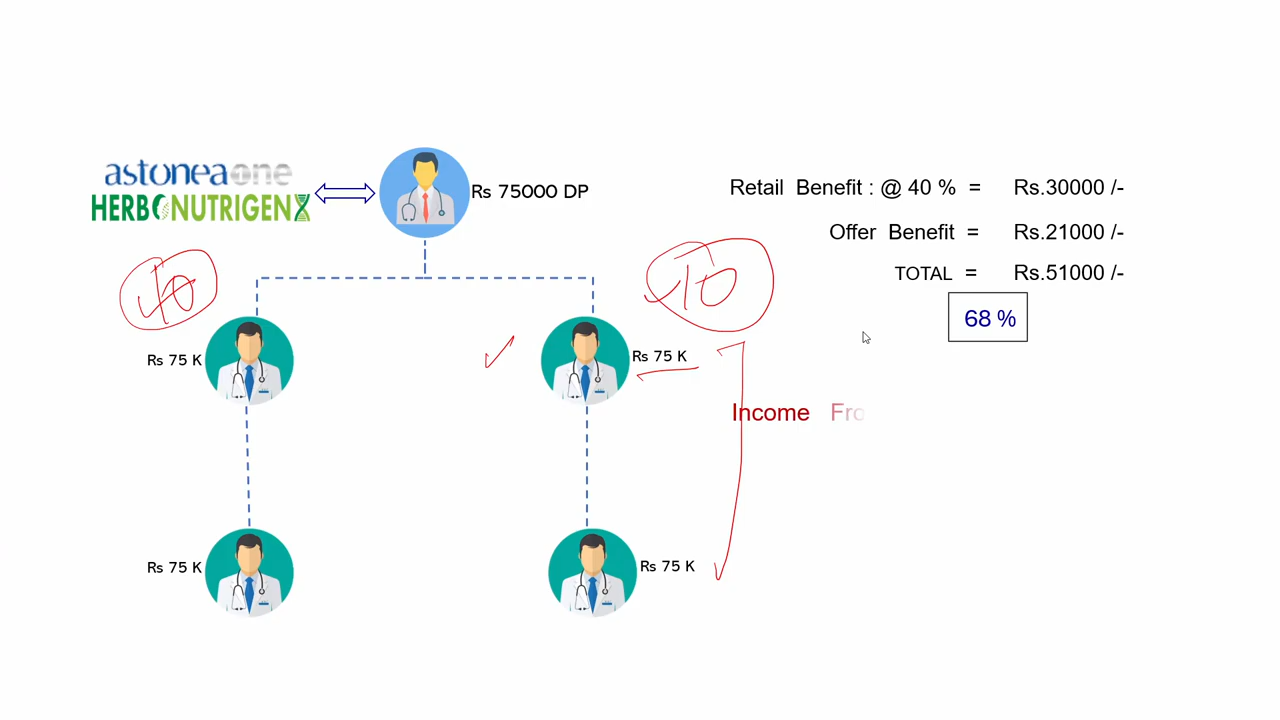 astonea one
HERBONUTRIGENX
Rs 75000 DP
Retail Benefit : @ 40 % = Rs.30000 /-
Offer Benefit = Rs.21000 /-
TOTAL = Rs.51000 /-
68 %
10
10
Rs 75 K
Rs 75 K
Income Fro
Rs 75 K
Rs 75 K